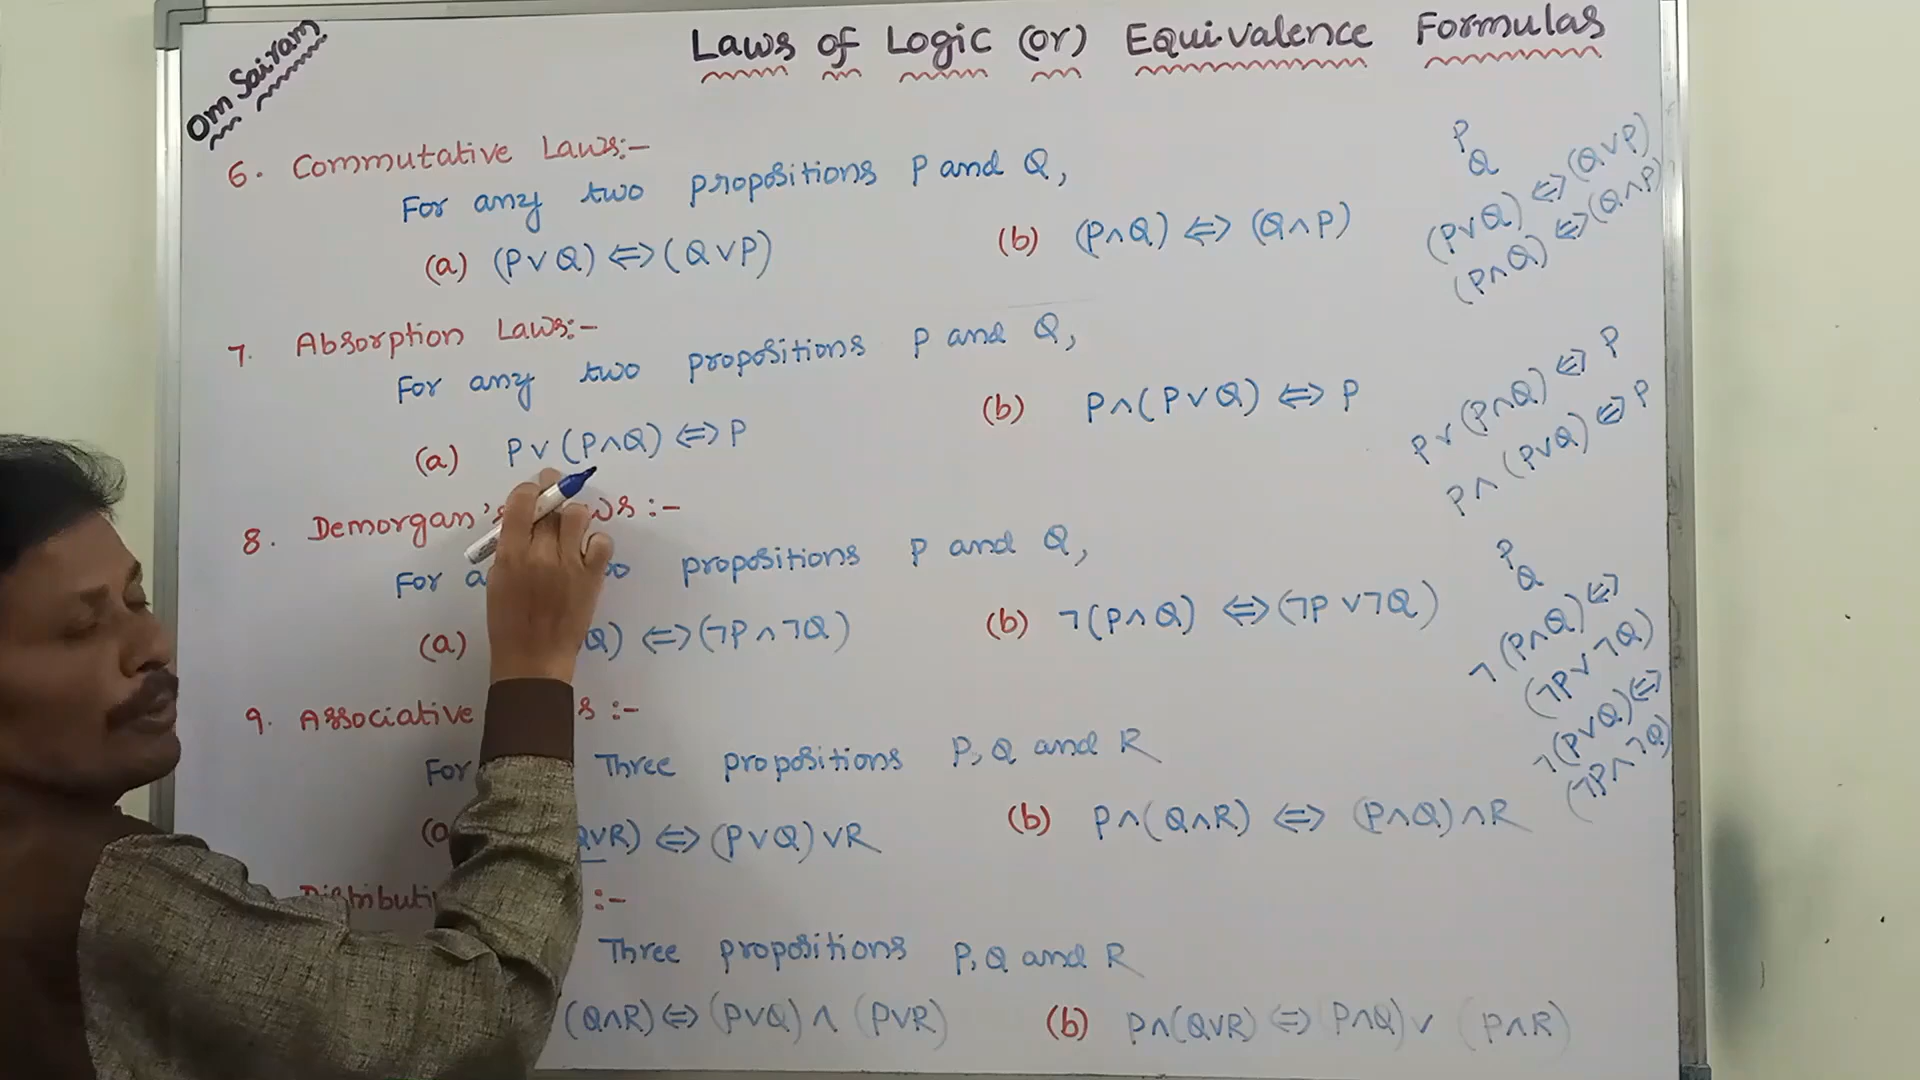 Om Sairam
Laws of Logic (or) Equivalence Formulas
6. Commutative Laws:-
For any two propositions P and Q,
(a) (P∨Q) ⇔ (Q∨P) (b) (P∧Q) ⇔ (Q∧P)
7. Absorption Laws:-
For any two propositions P and Q,
(a) P∨(P∧Q) ⇔ P (b) P∧(P∨Q) ⇔ P
8. Demorgan's :-
For propositions P and Q,
(a) Q) ⇔ (¬P∧¬Q) (b) ¬(P∧Q) ⇔ (¬P∨¬Q)
9. Associative :-
For Three propositions P, Q and R
(a Q∨R) ⇔ (P∨Q)∨R (b) P∧(Q∧R) ⇔ (P∧Q)∧R
Distributi :-
Three propositions P, Q and R
(Q∧R) ⇔ (P∨Q) ∧ (P∨R) (b) P∧(Q∨R) ⇔ P∧Q)∨ (P∧R)
P
Q
(P∨Q) ⇔ (Q∨P)
(P∧Q) ⇔ (Q∧P)
P∨(P∧Q) ⇔ P
P∧(P∨Q) ⇔ P
P
Q
¬(P∧Q) ⇔
(¬P∨¬Q)
¬(P∨Q) ⇔
(¬P∧¬Q)